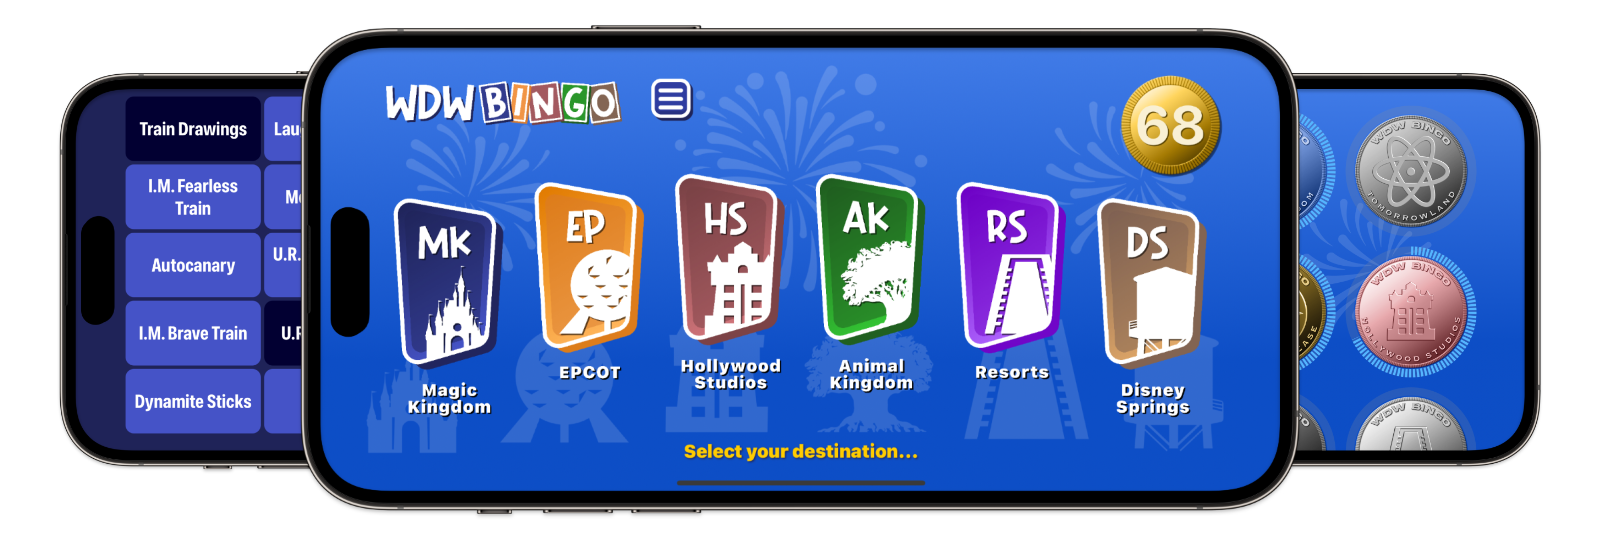 Train Drawings
I.M. Fearless
Train
Autocanary
I.M. Brave Train
Dynamite Sticks
U.R.
WDW BINGO
68
MK
Magic
Kingdom
EP
EPCOT
HS
Hollywood
Studios
AK
Animal
Kingdom
RS
Resorts
DS
Disney
Springs
Select your destination...
WDW BINGO
TOMORROWLAND
WDW BINGO
HOLLYWOOD STUDIOS
WDW BINGO